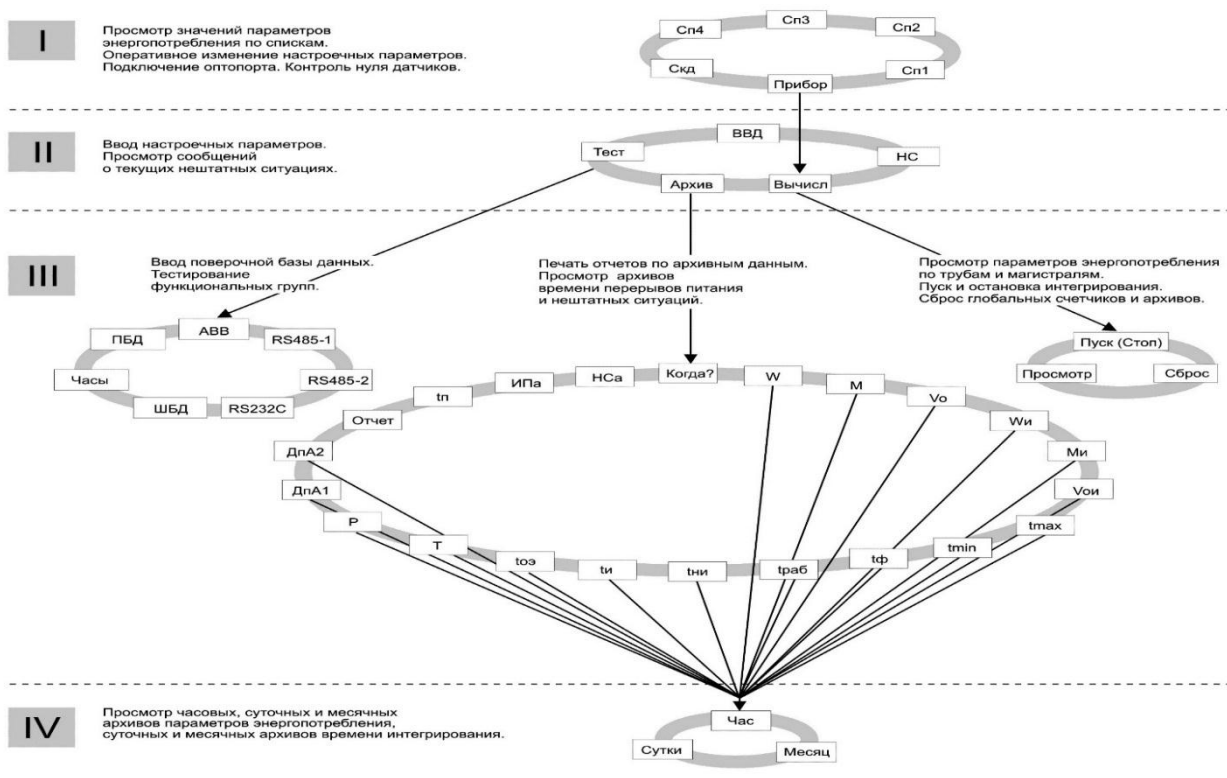 I
Просмотр значений параметров
энергопотребления по спискам.
Оперативное изменение настроечных параметров.
Подключение оптопорта. Контроль нуля датчиков.
Сп4
Сп3
Сп2
Скд
Сп1
Прибор
II
Ввод настроечных параметров.
Просмотр сообщений
о текущих нештатных ситуациях.
ВВД
Тест
НС
Архив
Вычисл
III
Ввод поверочной базы данных.
Тестирование
функциональных групп.
Печать отчетов по архивным данным.
Просмотр архивов
времени перерывов питания
и нештатных ситуаций.
Просмотр параметров энергопотребления
по трубам и магистралям.
Пуск и остановка интегрирования.
Сброс глобальных счетчиков и архивов.
АВВ
ПБД
RS485-1
Часы
RS485-2
ШБД
RS232C
Пуск (Стоп)
Просмотр
Сброс
Когда?
НСа
W
ИПа
М
tп
Vо
Отчет
Wи
ДпА2
Ми
ДпА1
Vои
Р
tmax
Т
tmin
tоэ
tф
tи
tни
tраб
IV
Просмотр часовых, суточных и месячных
архивов параметров энергопотребления,
суточных и месячных архивов времени интегрирования.
Час
Сутки
Месяц